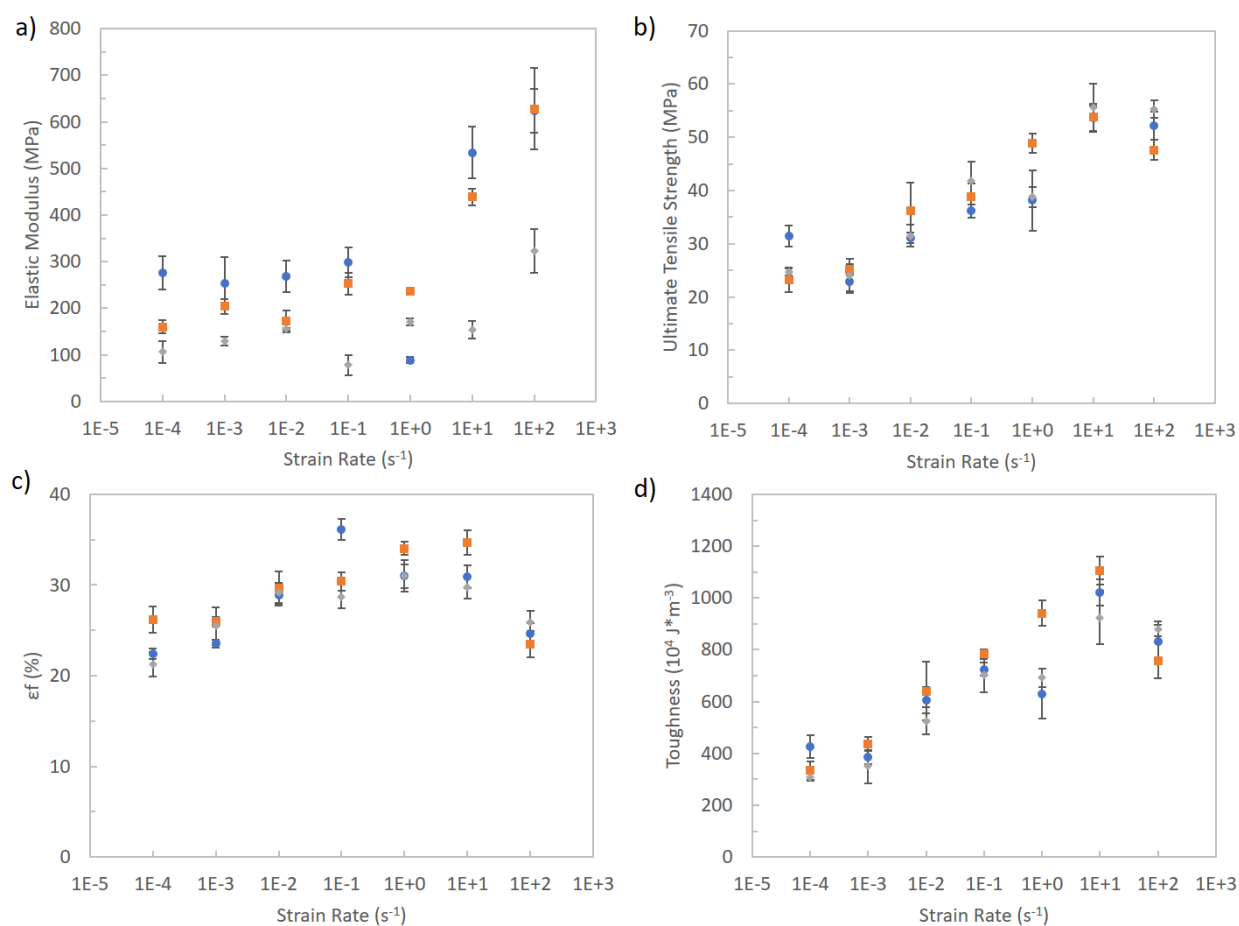 a)
Elastic Modulus (MPa)
800
700
600
500
400
300
200
100
0
1E-5 1E-4 1E-3 1E-2 1E-1 1E+0 1E+1 1E+2 1E+3
Strain Rate (s⁻¹)
b)
Ultimate Tensile Strength (MPa)
70
60
50
40
30
20
10
0
1E-5 1E-4 1E-3 1E-2 1E-1 1E+0 1E+1 1E+2 1E+3
Strain Rate (s⁻¹)
c)
εf (%)
40
30
20
10
0
1E-5 1E-4 1E-3 1E-2 1E-1 1E+0 1E+1 1E+2 1E+3
Strain Rate (s⁻¹)
d)
Toughness (10⁴ J*m⁻³)
1400
1200
1000
800
600
400
200
0
1E-5 1E-4 1E-3 1E-2 1E-1 1E+0 1E+1 1E+2 1E+3
Strain Rate (s⁻¹)